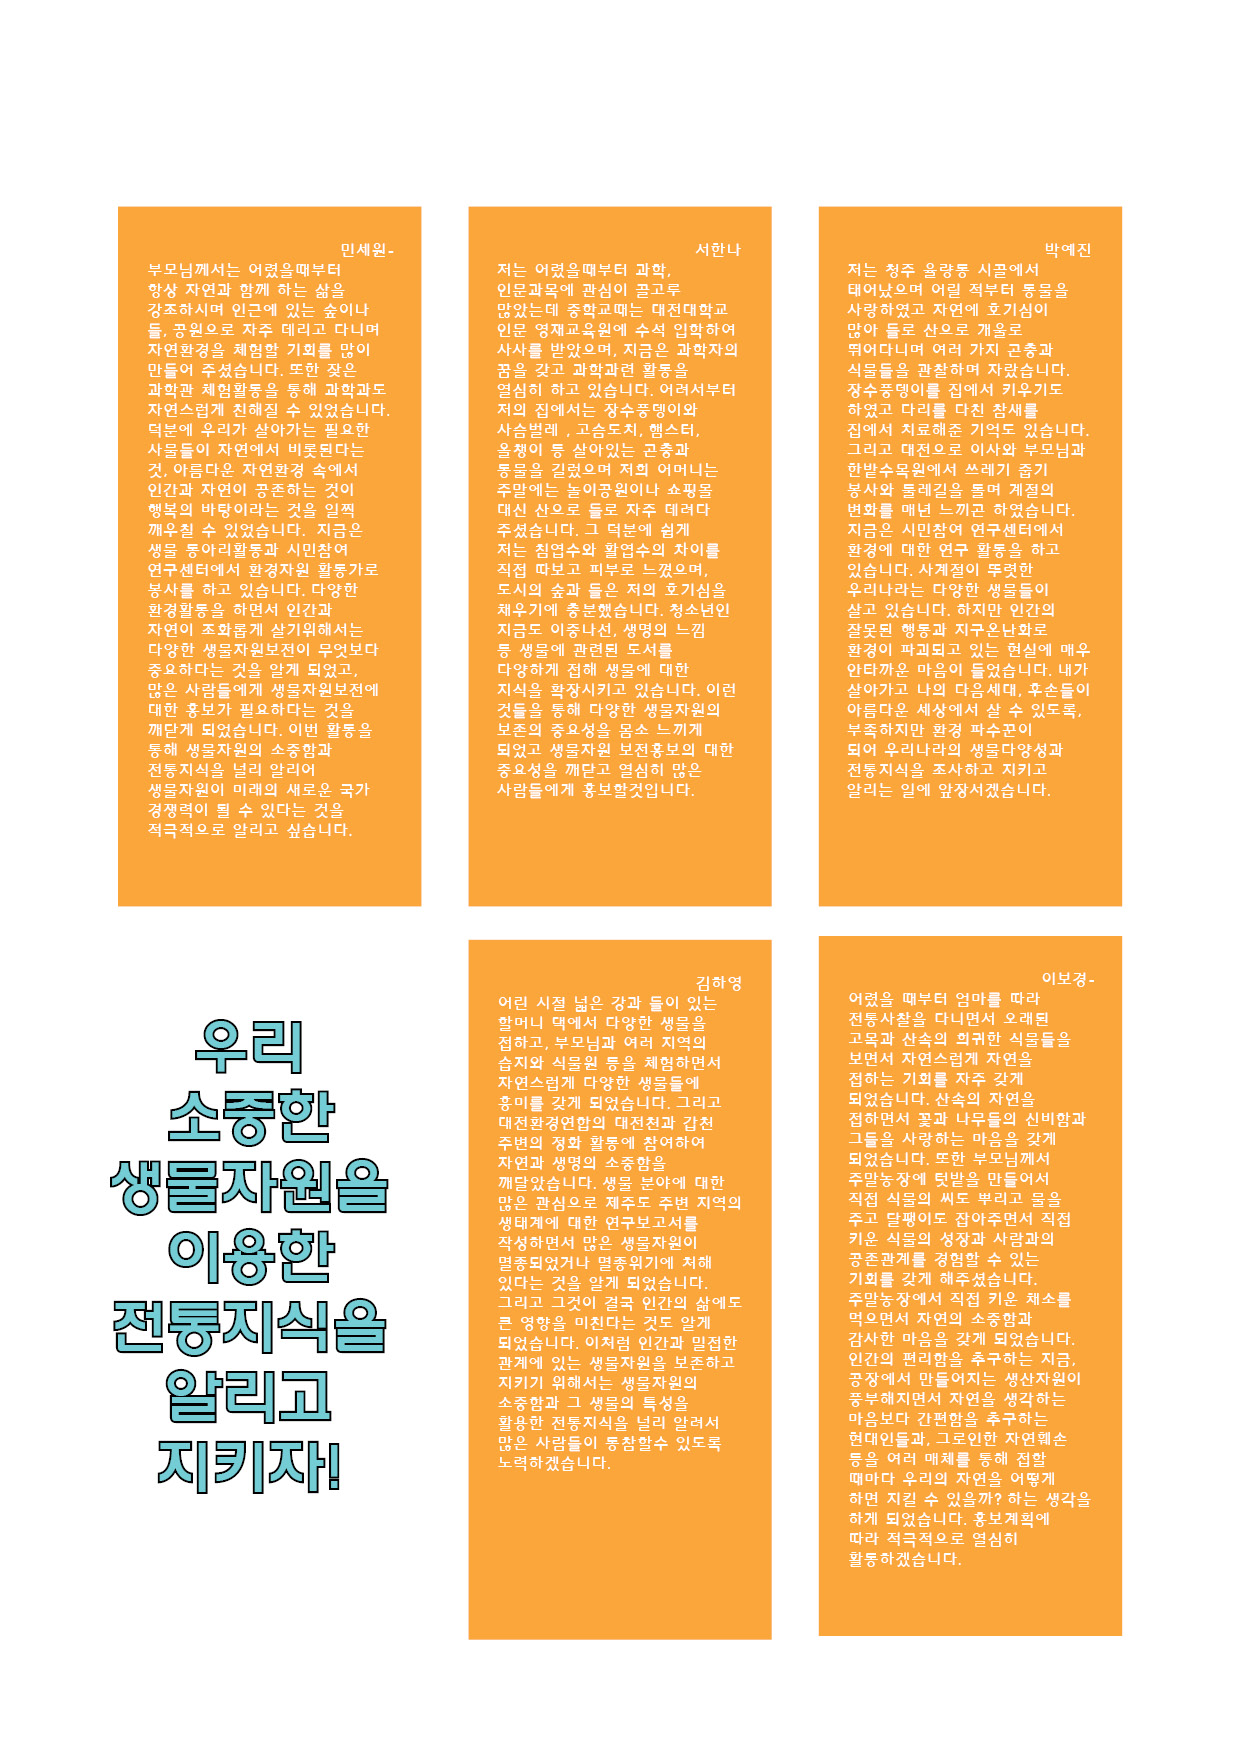 민세원-
부모님께서는 어렸을때부터
항상 자연과 함께 하는 삶을
강조하시며 인근에 있는 숲이나
들, 공원으로 자주 데리고 다니며
자연환경을 체험할 기회를 많이
만들어 주셨습니다. 또한 잦은
과학관 체험활동을 통해 과학과도
자연스럽게 친해질 수 있었습니다.
덕분에 우리가 살아가는 필요한
사물들이 자연에서 비롯된다는
것, 아름다운 자연환경 속에서
인간과 자연이 공존하는 것이
행복의 바탕이라는 것을 일찍
깨우칠 수 있었습니다. 지금은
생물 동아리활동과 시민참여
연구센터에서 환경자원 활동가로
봉사를 하고 있습니다. 다양한
환경활동을 하면서 인간과
자연이 조화롭게 살기위해서는
다양한 생물자원보전이 무엇보다
중요하다는 것을 알게 되었고,
많은 사람들에게 생물자원보전에
대한 홍보가 필요하다는 것을
깨닫게 되었습니다. 이번 활동을
통해 생물자원의 소중함과
전통지식을 널리 알리어
생물자원이 미래의 새로운 국가
경쟁력이 될 수 있다는 것을
적극적으로 알리고 싶습니다.
서한나
저는 어렸을때부터 과학,
인문과목에 관심이 골고루
많았는데 중학교때는 대전대학교
인문 영재교육원에 수석 입학하여
사사를 받았으며, 지금은 과학자의
꿈을 갖고 과학과련 활동을
열심히 하고 있습니다. 어려서부터
저의 집에서는 장수풍뎅이와
사슴벌레 , 고슴도치, 햄스터,
올챙이 등 살아있는 곤충과
동물을 길렀으며 저희 어머니는
주말에는 놀이공원이나 쇼핑몰
대신 산으로 들로 자주 데려다
주셨습니다. 그 덕분에 쉽게
저는 침엽수와 활엽수의 차이를
직접 따보고 피부로 느꼈으며,
도시의 숲과 들은 저의 호기심을
채우기에 충분했습니다. 청소년인
지금도 이중나선, 생명의 느낌
등 생물에 관련된 도서를
다양하게 접해 생물에 대한
지식을 확장시키고 있습니다. 이런
것들을 통해 다양한 생물자원의
보존의 중요성을 몸소 느끼게
되었고 생물자원 보전홍보의 대한
중요성을 깨닫고 열심히 많은
사람들에게 홍보할것입니다.
박예진
저는 청주 율량동 시골에서
태어났으며 어릴 적부터 동물을
사랑하였고 자연에 호기심이
많아 들로 산으로 개울로
뛰어다니며 여러 가지 곤충과
식물들을 관찰하며 자랐습니다.
장수풍뎅이를 집에서 키우기도
하였고 다리를 다친 참새를
집에서 치료해준 기억도 있습니다.
그리고 대전으로 이사와 부모님과
한밭수목원에서 쓰레기 줍기
봉사와 둘레길을 돌며 계절의
변화를 매년 느끼곤 하였습니다.
지금은 시민참여 연구센터에서
환경에 대한 연구 활동을 하고
있습니다. 사계절이 뚜렷한
우리나라는 다양한 생물들이
살고 있습니다. 하지만 인간의
잘못된 행동과 지구온난화로
환경이 파괴되고 있는 현실에 매우
안타까운 마음이 들었습니다. 내가
살아가고 나의 다음세대, 후손들이
아름다운 세상에서 살 수 있도록,
부족하지만 환경 파수꾼이
되어 우리나라의 생물다양성과
전통지식을 조사하고 지키고
알리는 일에 앞장서겠습니다.
우리
소중한
생물자원을
이용한
전통지식을
알리고
지키자!
김하영
어린 시절 넓은 강과 들이 있는
할머니 댁에서 다양한 생물을
접하고, 부모님과 여러 지역의
습지와 식물원 등을 체험하면서
자연스럽게 다양한 생물들에
흥미를 갖게 되었습니다. 그리고
대전환경연합의 대전천과 갑천
주변의 정화 활동에 참여하여
자연과 생명의 소중함을
깨달았습니다. 생물 분야에 대한
많은 관심으로 제주도 주변 지역의
생태계에 대한 연구보고서를
작성하면서 많은 생물자원이
멸종되었거나 멸종위기에 처해
있다는 것을 알게 되었습니다.
그리고 그것이 결국 인간의 삶에도
큰 영향을 미친다는 것도 알게
되었습니다. 이처럼 인간과 밀접한
관계에 있는 생물자원을 보존하고
지키기 위해서는 생물자원의
소중함과 그 생물의 특성을
활용한 전통지식을 널리 알려서
많은 사람들이 동참할수 있도록
노력하겠습니다.
이보경-
어렸을 때부터 엄마를 따라
전통사찰을 다니면서 오래된
고목과 산속의 희귀한 식물들을
보면서 자연스럽게 자연을
접하는 기회를 자주 갖게
되었습니다. 산속의 자연을
접하면서 꽃과 나무들의 신비함과
그들을 사랑하는 마음을 갖게
되었습니다. 또한 부모님께서
주말농장에 텃밭을 만들어서
직접 식물의 씨도 뿌리고 물을
주고 달팽이도 잡아주면서 직접
키운 식물의 성장과 사람과의
공존관계를 경험할 수 있는
기회를 갖게 해주셨습니다.
주말농장에서 직접 키운 채소를
먹으면서 자연의 소중함과
감사한 마음을 갖게 되었습니다.
인간의 편리함을 추구하는 지금,
공장에서 만들어지는 생산자원이
풍부해지면서 자연을 생각하는
마음보다 간편함을 추구하는
현대인들과, 그로인한 자연훼손
등을 여러 매체를 통해 접할
때마다 우리의 자연을 어떻게
하면 지킬 수 있을까? 하는 생각을
하게 되었습니다. 홍보계획에
따라 적극적으로 열심히
활동하겠습니다.